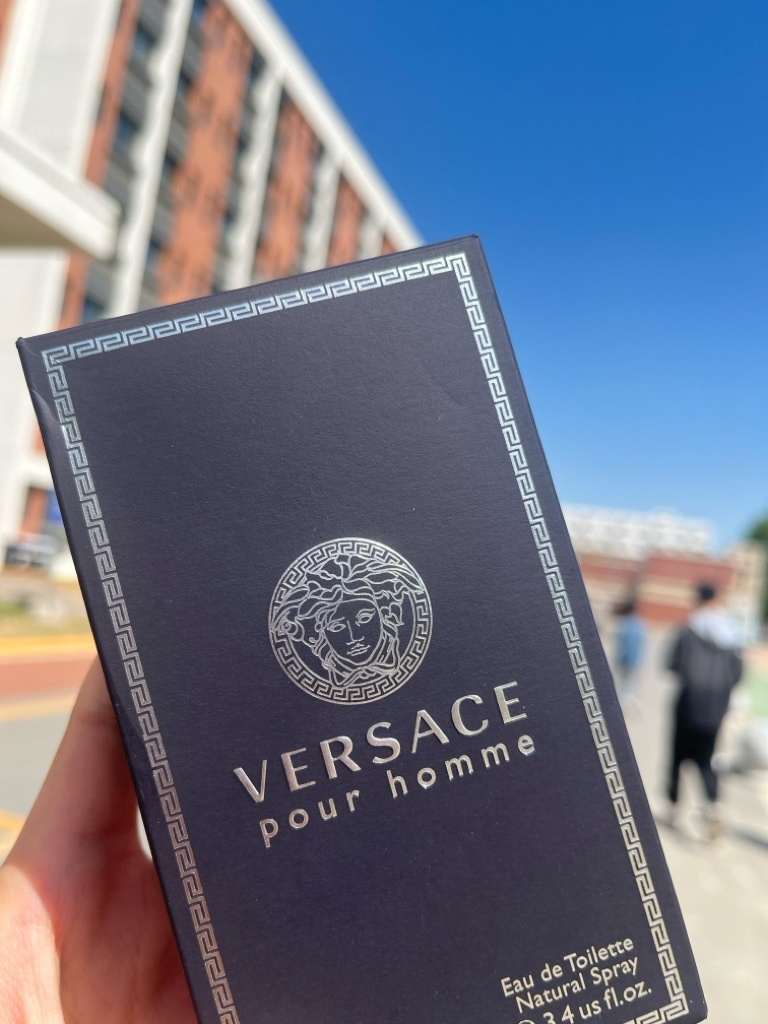 VERSACE
pour homme
Eau de Toilette
Natural Spray
3.4 us fl.oz.